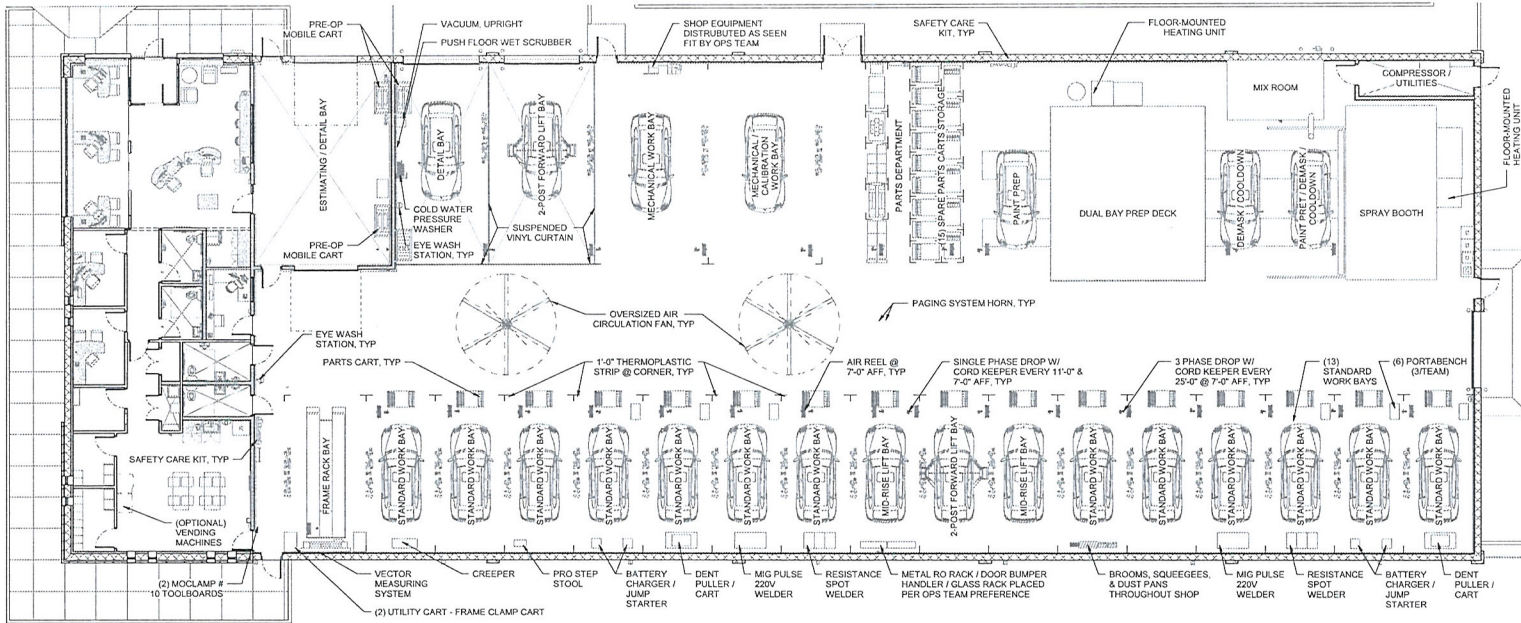 PRE-OP
MOBILE CART
VACUUM, UPRIGHT
PUSH FLOOR WET SCRUBBER
SHOP EQUIPMENT
DISTRUBUTED AS SEEN
FIT BY OPS TEAM
SAFETY CARE
KIT, TYP
FLOOR-MOUNTED
HEATING UNIT
COMPRESSOR /
UTILITIES
MIX ROOM
FLOOR-MOUNTED
HEATING UNIT
ESTIMATING / DETAIL BAY
DETAIL BAY
2-POST FORWARD LIFT BAY
MECHANICAL WORK BAY
MECHANICAL /
CALIBRATION
WORK BAY
PARTS DEPARTMENT
(15) SPARE PARTS CARTS STORAGE
PAINT PREP
DUAL BAY PREP DECK
DEMASK / COOLDOWN
PAINT PRET / DEMASK /
COOLDOWN
SPRAY BOOTH
COLD WATER
PRESSURE
WASHER
SUSPENDED
VINYL CURTAIN
PRE-OP
MOBILE CART
EYE WASH
STATION, TYP
OVERSIZED AIR
CIRCULATION FAN, TYP
PAGING SYSTEM HORN, TYP
EYE WASH
STATION, TYP
PARTS CART, TYP
1'-0" THERMOPLASTIC
STRIP @ CORNER, TYP
AIR REEL @
7'-0" AFF, TYP
SINGLE PHASE DROP W/
CORD KEEPER EVERY 11'-0" &
7'-0" AFF, TYP
3 PHASE DROP W/
CORD KEEPER EVERY
25'-0" @ 7'-0" AFF, TYP
(13)
STANDARD
WORK BAYS
(6) PORTABENCH
(3/TEAM)
SAFETY CARE KIT, TYP
(OPTIONAL)
VENDING
MACHINES
FRAME RACK BAY
STANDARD WORK BAY
STANDARD WORK BAY
STANDARD WORK BAY
STANDARD WORK BAY
STANDARD WORK BAY
STANDARD WORK BAY
STANDARD WORK BAY
MID-RISE LIFT BAY
2-POST FORWARD LIFT BAY
MID-RISE LIFT BAY
STANDARD WORK BAY
STANDARD WORK BAY
STANDARD WORK BAY
STANDARD WORK BAY
STANDARD WORK BAY
STANDARD WORK BAY
(2) MOCLAMP #
10 TOOLBOARDS
VECTOR
MEASURING
SYSTEM
(2) UTILITY CART - FRAME CLAMP CART
CREEPER
PRO STEP
STOOL
BATTERY
CHARGER /
JUMP
STARTER
DENT
PULLER /
CART
MIG PULSE
220V
WELDER
RESISTANCE
SPOT
WELDER
METAL RO RACK / DOOR BUMPER
HANDLER / GLASS RACK PLACED
PER OPS TEAM PREFERENCE
BROOMS, SQUEEGEES,
& DUST PANS
THROUGHOUT SHOP
MIG PULSE
220V
WELDER
RESISTANCE
SPOT
WELDER
BATTERY
CHARGER /
JUMP
STARTER
DENT
PULLER /
CART